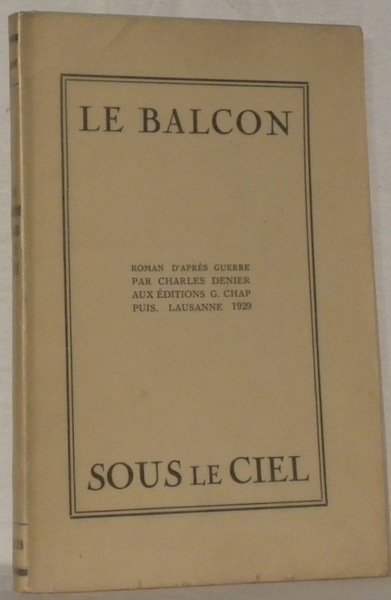 LE BALCON
ROMAN D'APRÈS GUERRE
PAR CHARLES DENIER
AUX ÉDITIONS G. CHAP
PUIS, LAUSANNE 1929
SOUS LE CIEL